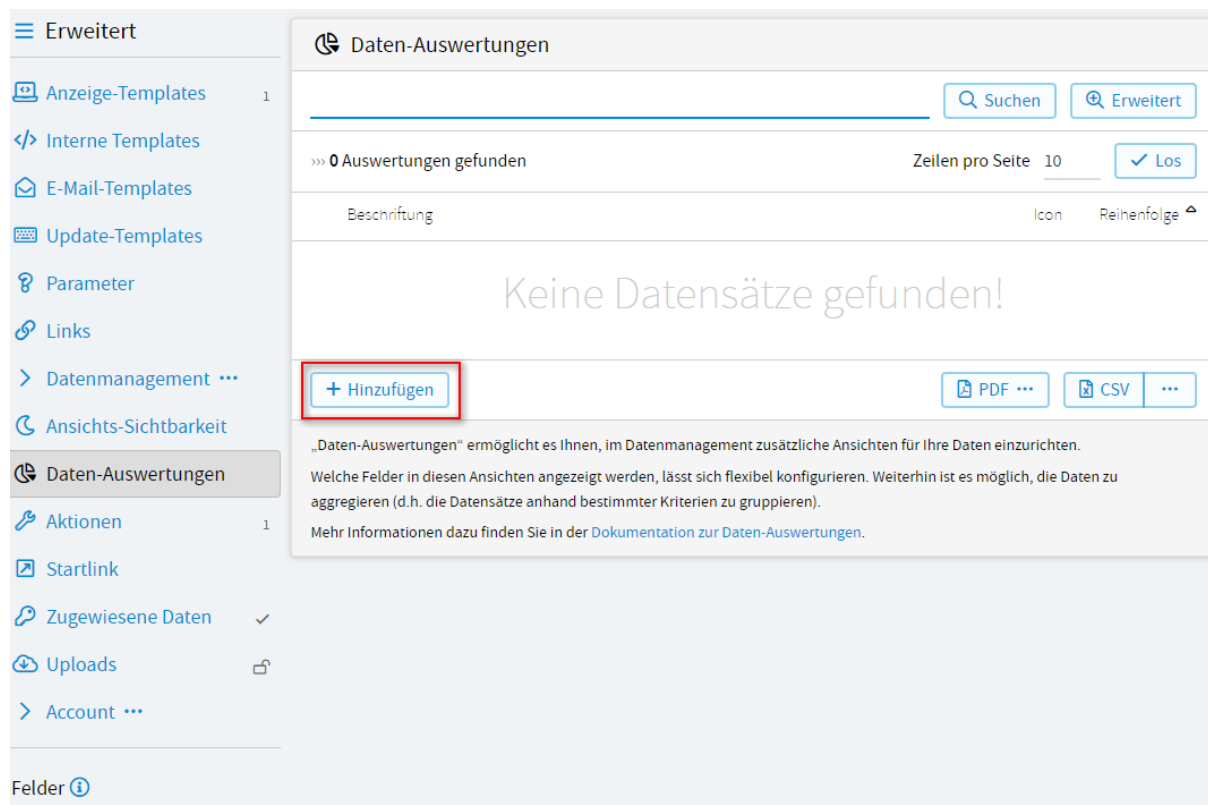 Erweitert
Anzeige-Templates 1
Interne Templates
E-Mail-Templates
Update-Templates
Parameter
Links
Datenmanagement •••
Ansichts-Sichtbarkeit
Daten-Auswertungen
Aktionen 1
Startlink
Zugewiesene Daten
Uploads
Account •••
Felder
Daten-Auswertungen
Suchen Erweitert
››› 0 Auswertungen gefunden Zeilen pro Seite 10 Los
Beschriftung Icon Reihenfolge
Keine Datensätze gefunden!
+ Hinzufügen PDF ••• CSV •••
„Daten-Auswertungen“ ermöglicht es Ihnen, im Datenmanagement zusätzliche Ansichten für Ihre Daten einzurichten.
Welche Felder in diesen Ansichten angezeigt werden, lässt sich flexibel konfigurieren. Weiterhin ist es möglich, die Daten zu
aggregieren (d.h. die Datensätze anhand bestimmter Kriterien zu gruppieren).
Mehr Informationen dazu finden Sie in der Dokumentation zur Daten-Auswertungen.